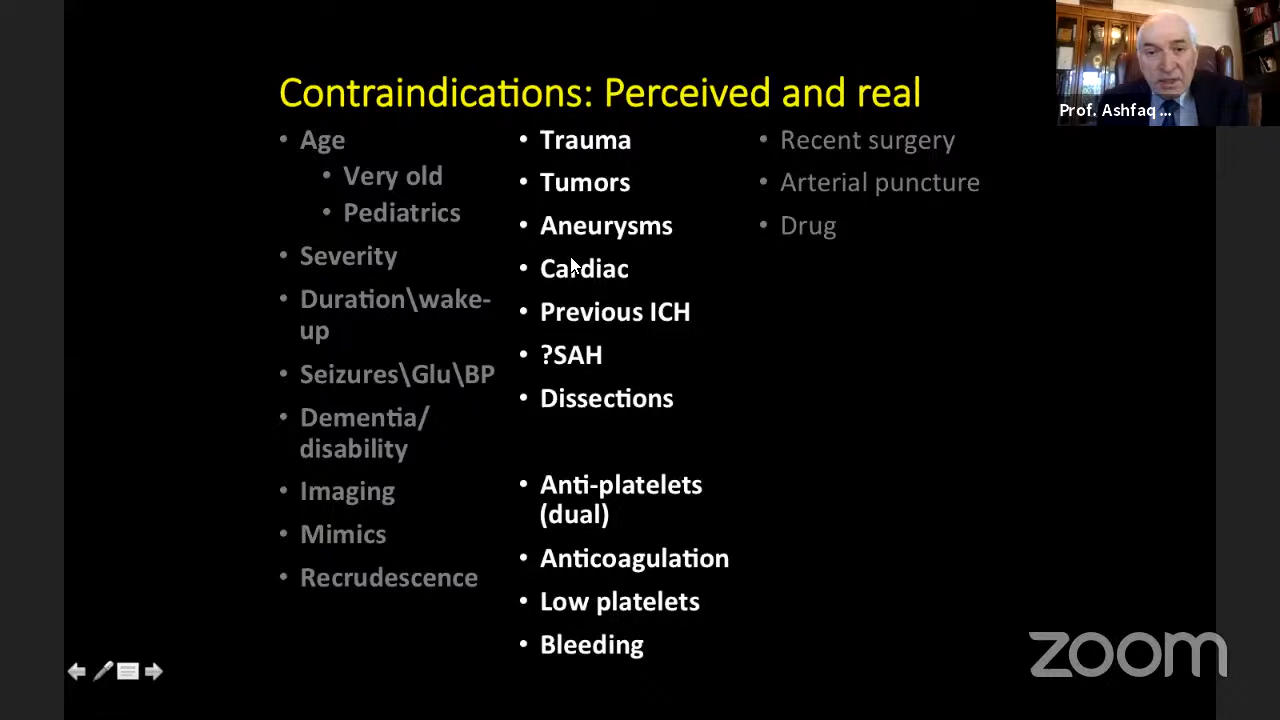 Contraindications: Perceived and real
• Age
• Very old
• Pediatrics
• Severity
• Duration\wake-
up
• Seizures\Glu\BP
• Dementia/
disability
• Imaging
• Mimics
• Recrudescence
• Trauma
• Tumors
• Aneurysms
• Cardiac
• Previous ICH
• ?SAH
• Dissections
• Anti-platelets
(dual)
• Anticoagulation
• Low platelets
• Bleeding
• Recent surgery
• Arterial puncture
• Drug
Prof. Ashfaq ...
zoom